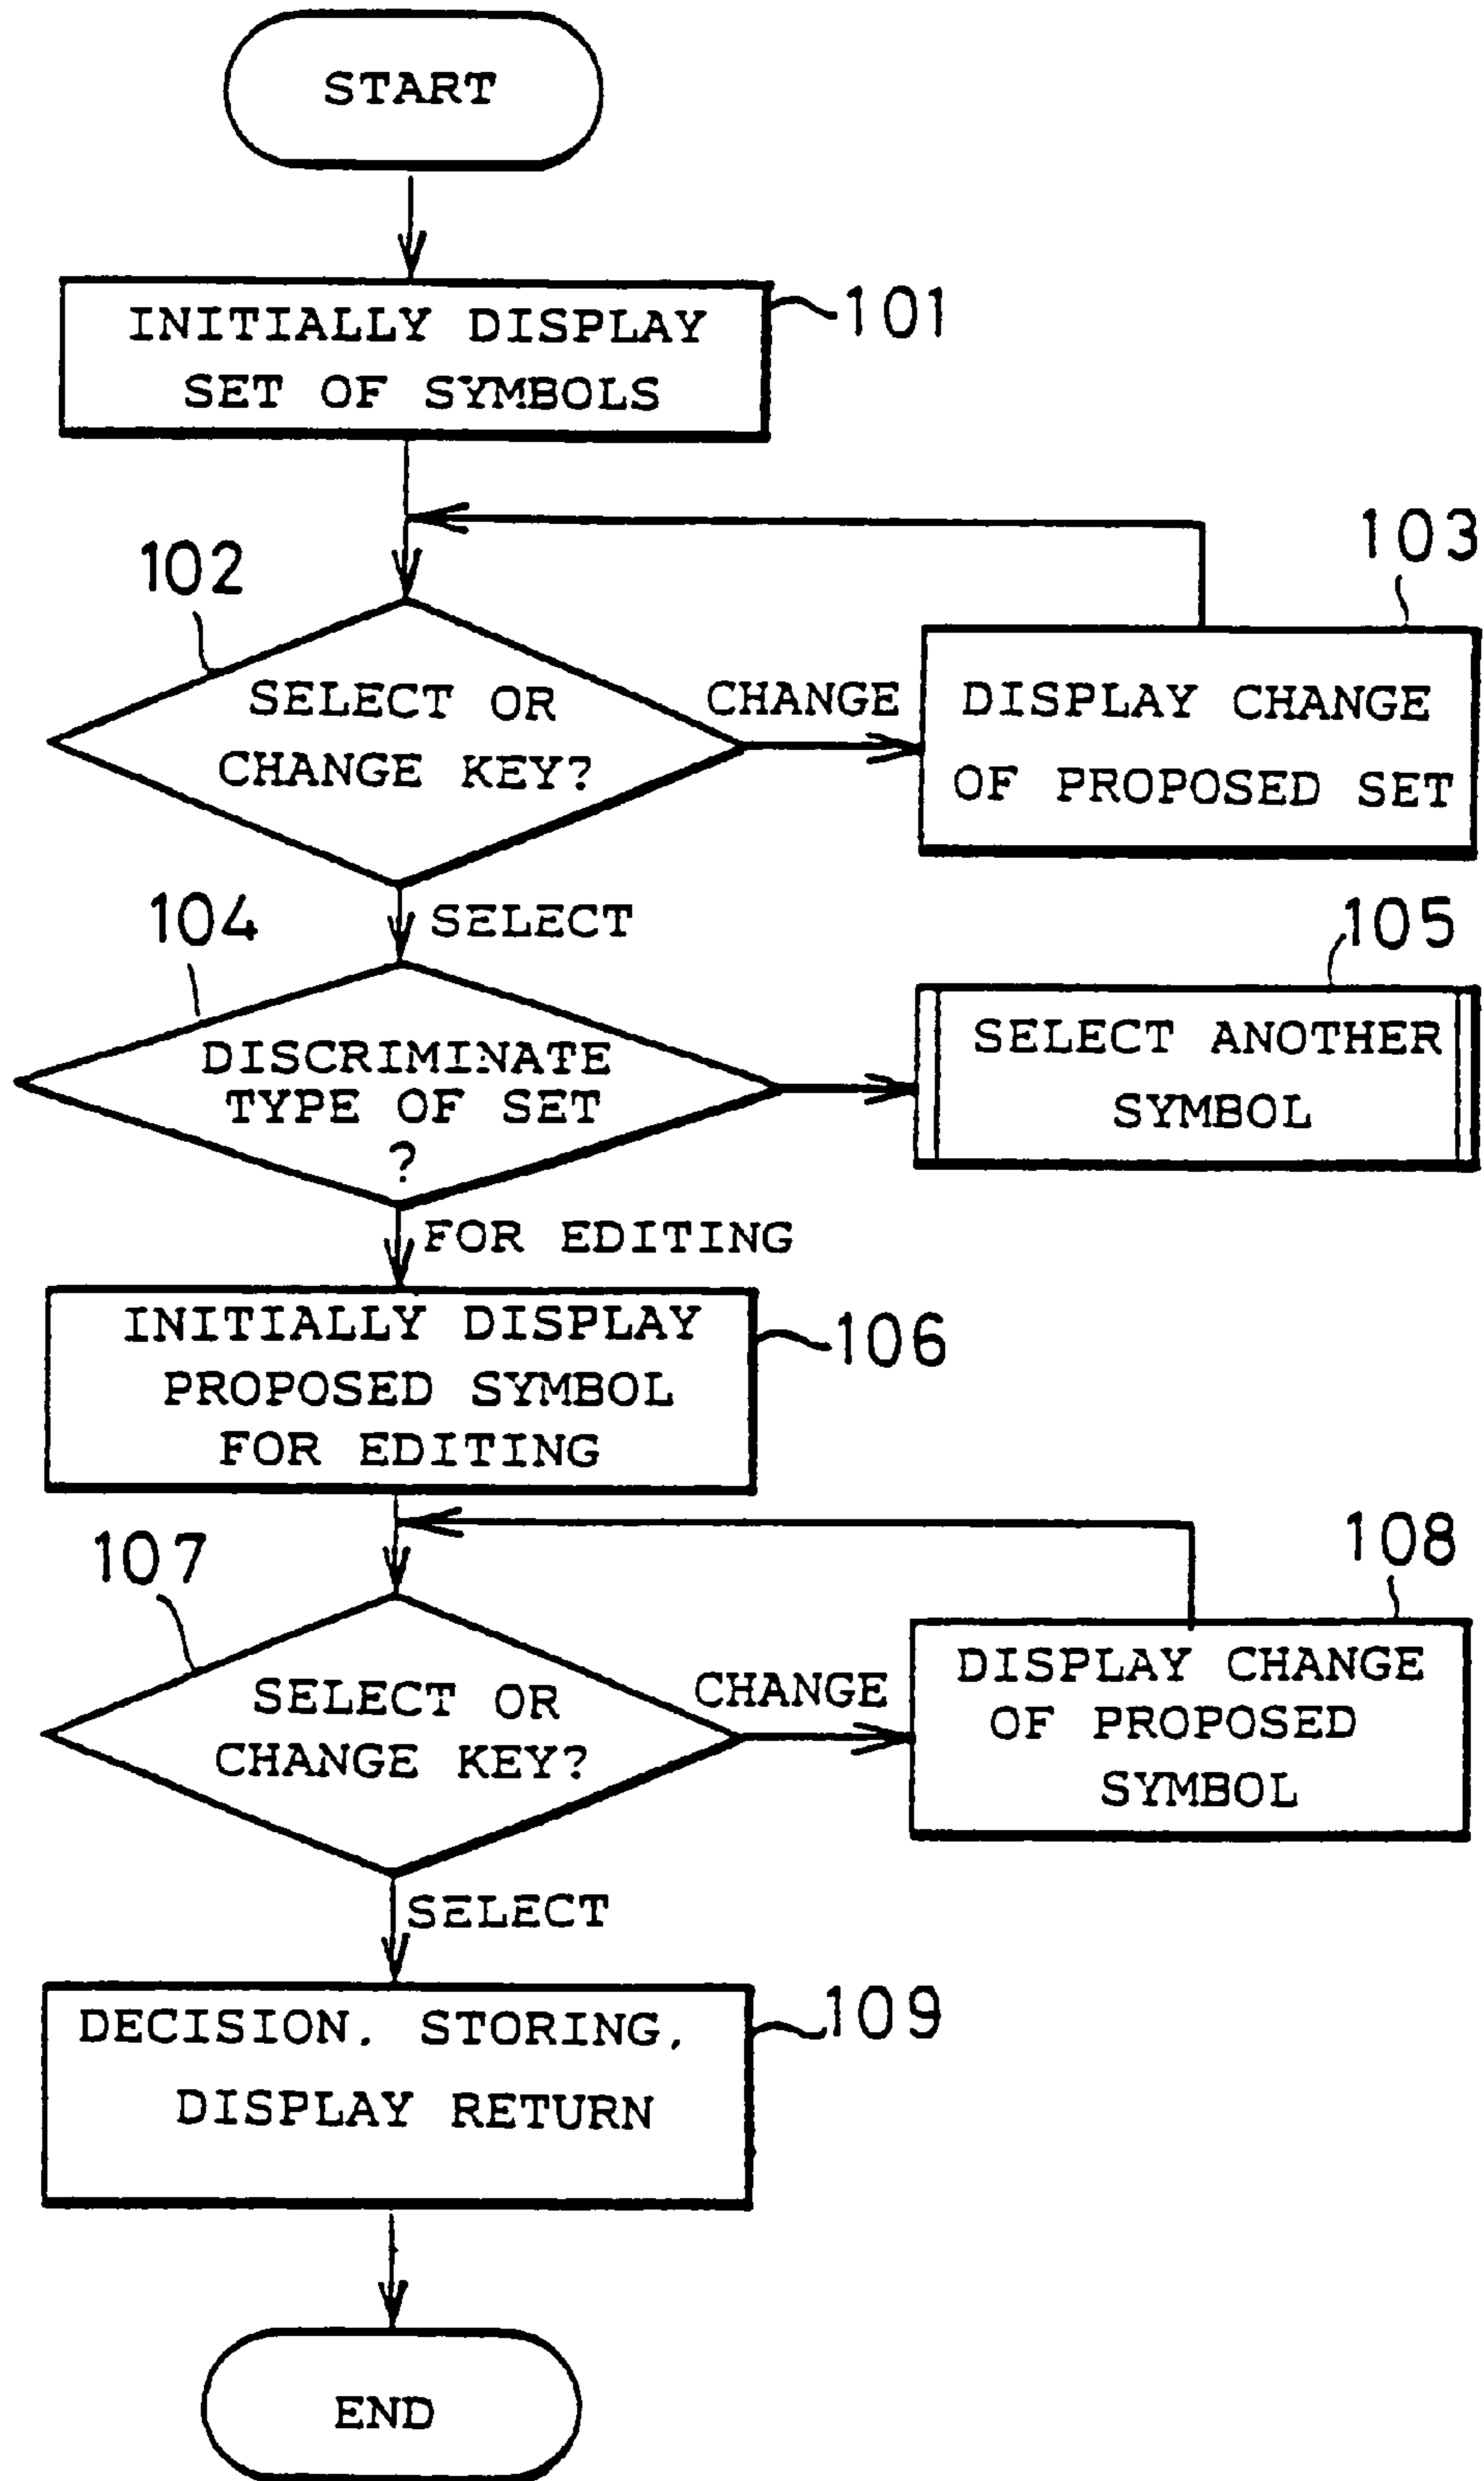 START
INITIALLY DISPLAY
SET OF SYMBOLS
101
102
SELECT OR
CHANGE KEY?
CHANGE
103
DISPLAY CHANGE
OF PROPOSED SET
SELECT
104
DISCRIMINATE
TYPE OF SET
?
105
SELECT ANOTHER
SYMBOL
FOR EDITING
INITIALLY DISPLAY
PROPOSED SYMBOL
FOR EDITING
106
107
SELECT OR
CHANGE KEY?
CHANGE
108
DISPLAY CHANGE
OF PROPOSED
SYMBOL
SELECT
DECISION, STORING,
DISPLAY RETURN
109
END